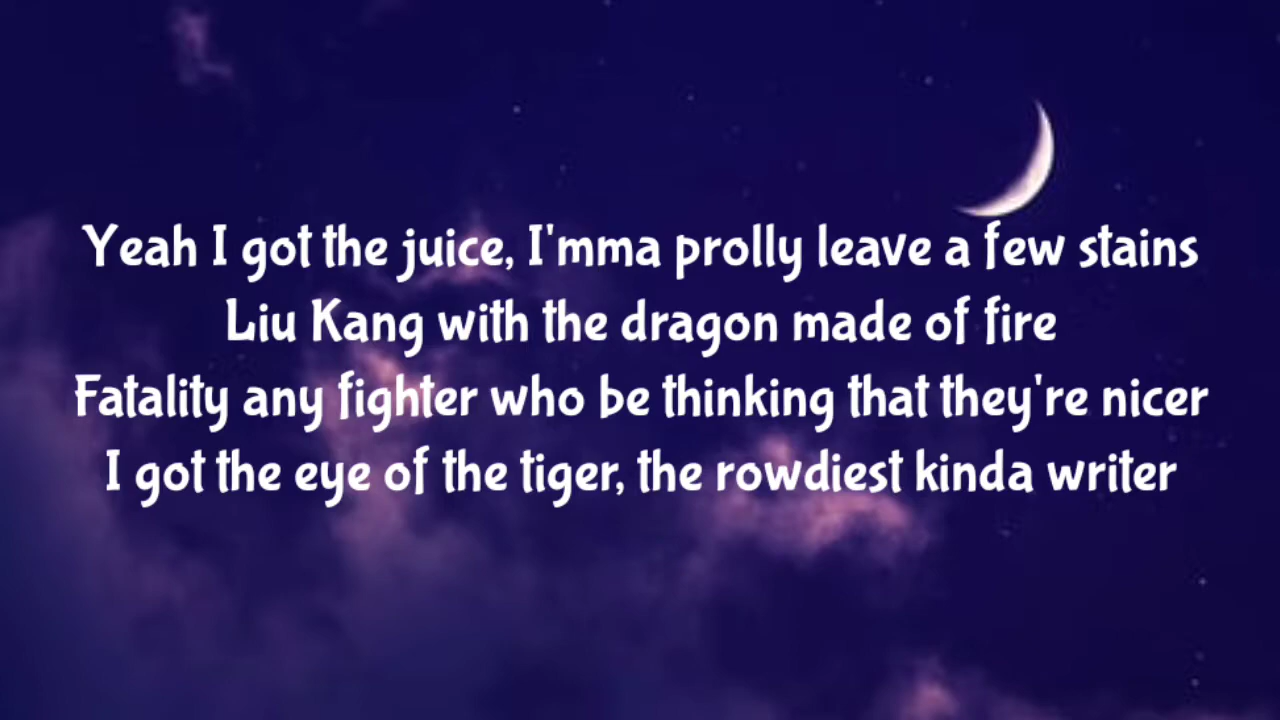 Yeah I got the juice, I'mma prolly leave a few stains
Liu Kang with the dragon made of fire
Fatality any fighter who be thinking that they're nicer
I got the eye of the tiger, the rowdiest kinda writer